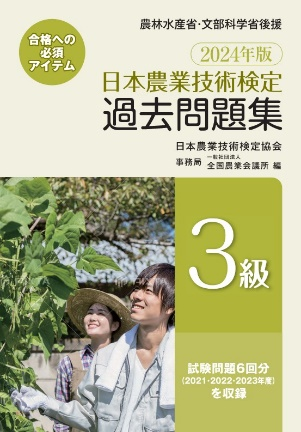 農林水産省・文部科学省後援
合格への
必須
アイテム
2024年版
日本農業技術検定
過去問題集
日本農業技術検定協会
事務局 一般社団法人 全国農業会議所 編
3級
試験問題6回分
(2021・2022・2023年度)
を収録